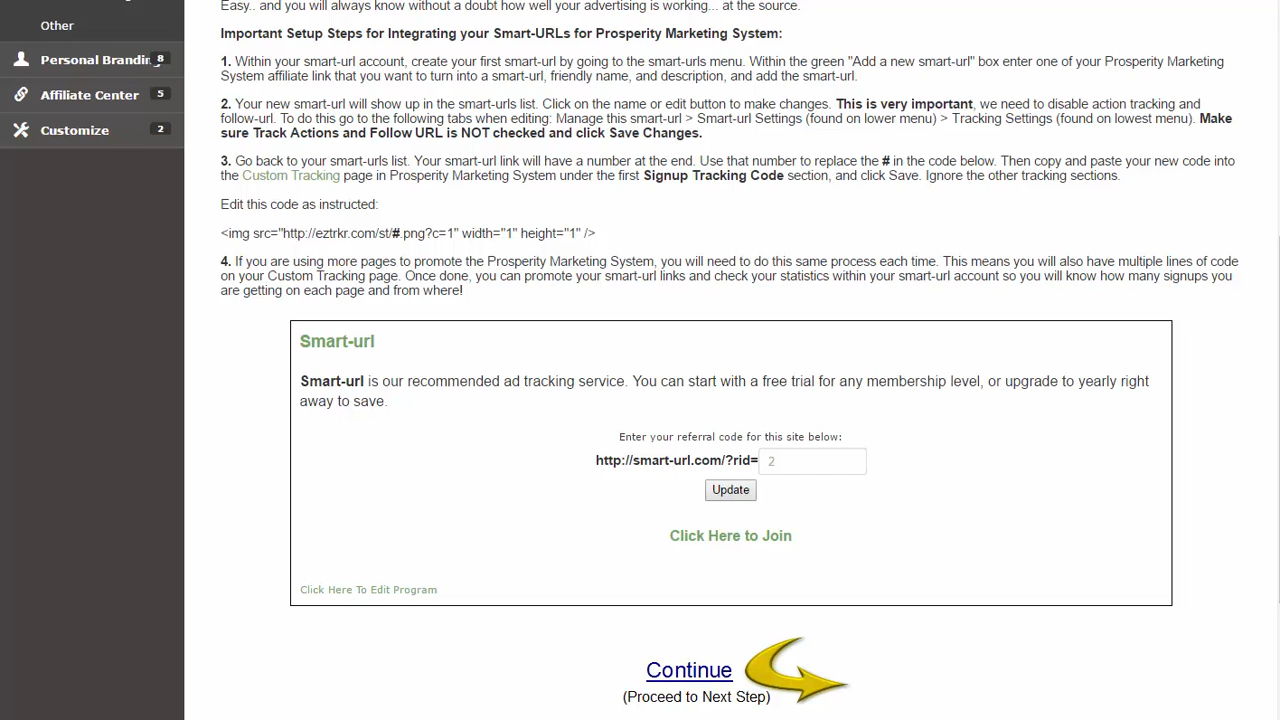 Easy.. and you will always know without a doubt how well your advertising is working... at the source.
Other
Important Setup Steps for Integrating your Smart-URLs for Prosperity Marketing System:
Personal Branding 8
1. Within your smart-url account, create your first smart-url by going to the smart-urls menu. Within the green "Add a new smart-url" box enter one of your Prosperity Marketing
System affiliate link that you want to turn into a smart-url, friendly name, and description, and add the smart-url.
Affiliate Center 5
2. Your new smart-url will show up in the smart-urls list. Click on the name or edit button to make changes. This is very important, we need to disable action tracking and
follow-url. To do this go to the following tabs when editing: Manage this smart-url > Smart-url Settings (found on lower menu) > Tracking Settings (found on lowest menu). Make
sure Track Actions and Follow URL is NOT checked and click Save Changes.
Customize 2
3. Go back to your smart-urls list. Your smart-url link will have a number at the end. Use that number to replace the # in the code below. Then copy and paste your new code into
the Custom Tracking page in Prosperity Marketing System under the first Signup Tracking Code section, and click Save. Ignore the other tracking sections.
Edit this code as instructed:
<img src="http://eztrkr.com/st/#.png?c=1" width="1" height="1" />
4. If you are using more pages to promote the Prosperity Marketing System, you will need to do this same process each time. This means you will also have multiple lines of code
on your Custom Tracking page. Once done, you can promote your smart-url links and check your statistics within your smart-url account so you will know how many signups you
are getting on each page and from where!
Smart-url
Smart-url is our recommended ad tracking service. You can start with a free trial for any membership level, or upgrade to yearly right
away to save.
Enter your referral code for this site below:
http://smart-url.com/?rid= 2
Update
Click Here to Join
Click Here To Edit Program
Continue
(Proceed to Next Step)